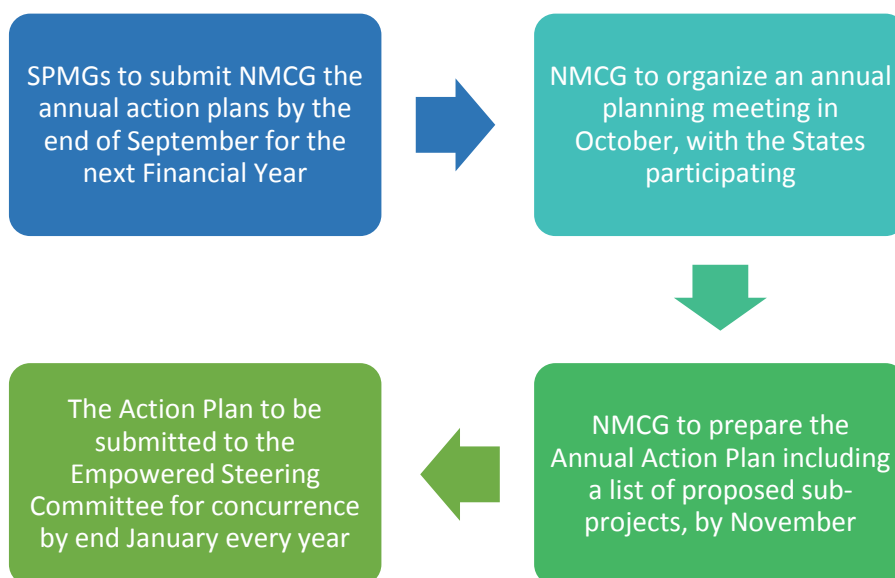 SPMGs to submit NMCG the
annual action plans by the
end of September for the
next Financial Year
NMCG to organize an annual
planning meeting in
October, with the States
participating
NMCG to prepare the
Annual Action Plan including
a list of proposed sub-
projects, by November
The Action Plan to be
submitted to the
Empowered Steering
Committee for concurrence
by end January every year